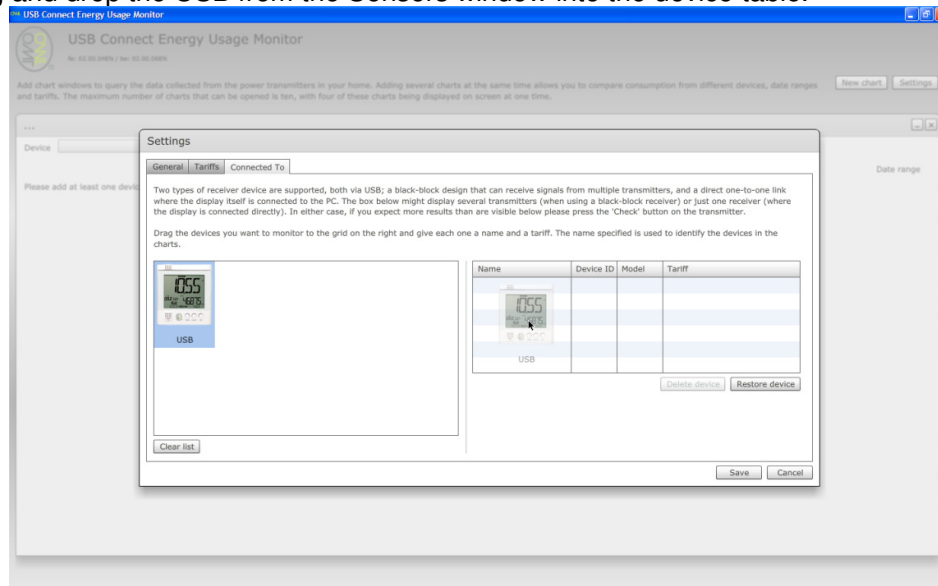 and drop the USB from the Sensors window into the device table.
USB Connect Energy Usage Monitor
USB Connect Energy Usage Monitor
Add chart windows to query the data collected from the power transmitters in your home. Adding several charts at the same time allows you to compare consumption from different devices, date ranges
and tariffs. The maximum number of charts that can be opened is ten, with four of these charts being displayed on screen at one time.
New chart Settings
...
Device
Date range
Please add at least one
Settings
General Tariffs Connected To
Two types of receiver device are supported, both via USB; a black-block design that can receive signals from multiple transmitters, and a direct one-to-one link
where the display itself is connected to the PC. The box below might display several transmitters (when using a black-block receiver) or just one receiver (where
the display is connected directly). In either case, if you expect more results than are visible below please press the 'Check' button on the transmitter.
Drag the devices you want to monitor to the grid on the right and give each one a name and a tariff. The name specified is used to identify the devices in the
charts.
USB
Name Device ID Model Tariff
USB
Delete device Restore device
Clear list
Save Cancel